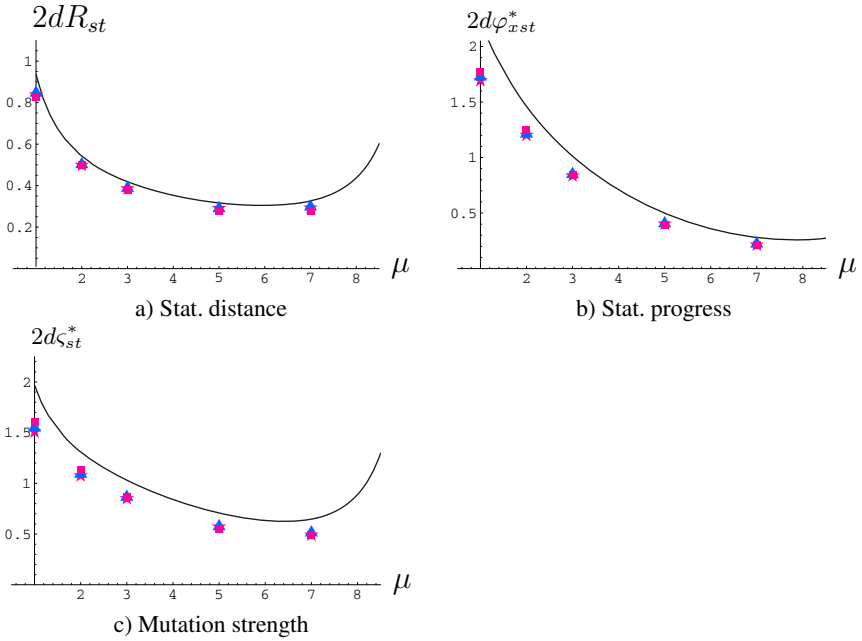 2dR_{st}
1
0.8
0.6
0.4
0.2
2 3 4 5 6 7 8
μ
a) Stat. distance
2dφ*_{xst}
2
1.5
1
0.5
2 3 4 5 6 7 8
μ
b) Stat. progress
2dς*_{st}
2
1.5
1
0.5
2 3 4 5 6 7 8
μ
c) Mutation strength